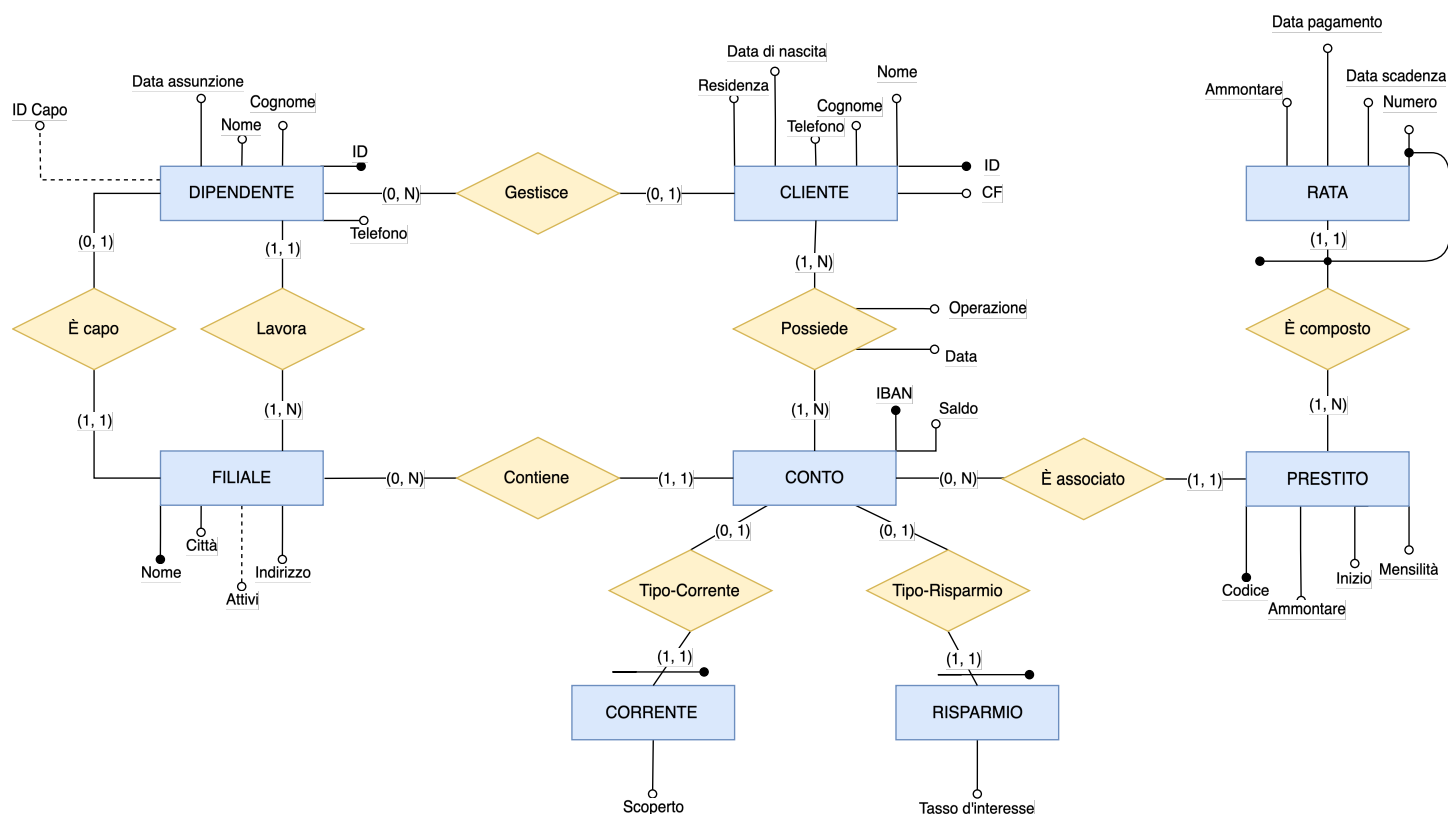 Data pagamento
Data di nascita
Nome
Data scadenza
Data assunzione
Residenza
Ammontare
Numero
ID Capo
Cognome
Cognome
Nome
Telefono
ID
ID
DIPENDENTE
(0, N)
Gestisce
(0, 1)
CLIENTE
CF
RATA
Telefono
(0, 1)
(1, 1)
(1, N)
(1, 1)
È capo
Lavora
Possiede
Operazione
Data
È composto
(1, 1)
(1, N)
(1, N)
IBAN
Saldo
(1, N)
FILIALE
(0, N)
Contiene
(1, 1)
CONTO
(0, N)
È associato
(1, 1)
PRESTITO
Nome
Città
Attivi
Indirizzo
(0, 1)
(0, 1)
Codice
Ammontare
Inizio
Mensilità
Tipo-Corrente
Tipo-Risparmio
(1, 1)
(1, 1)
CORRENTE
RISPARMIO
Scoperto
Tasso d'interesse